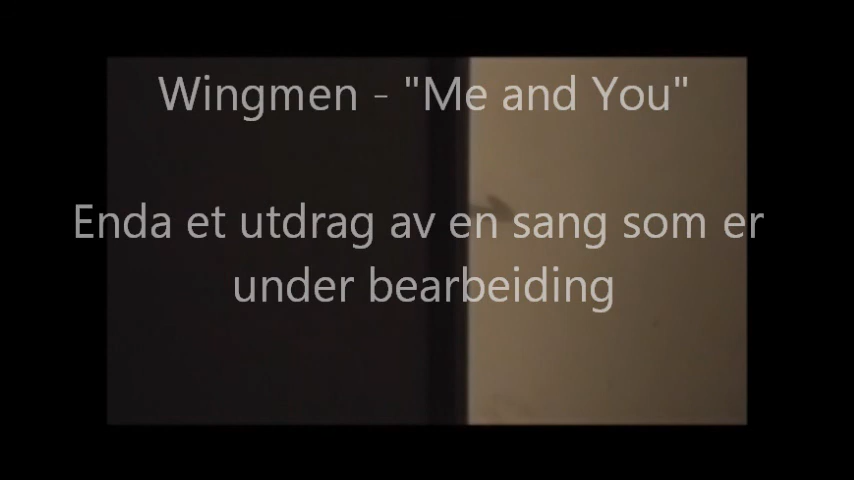 Wingmen - "Me and You"
Enda et utdrag av en sang som er
under bearbeiding